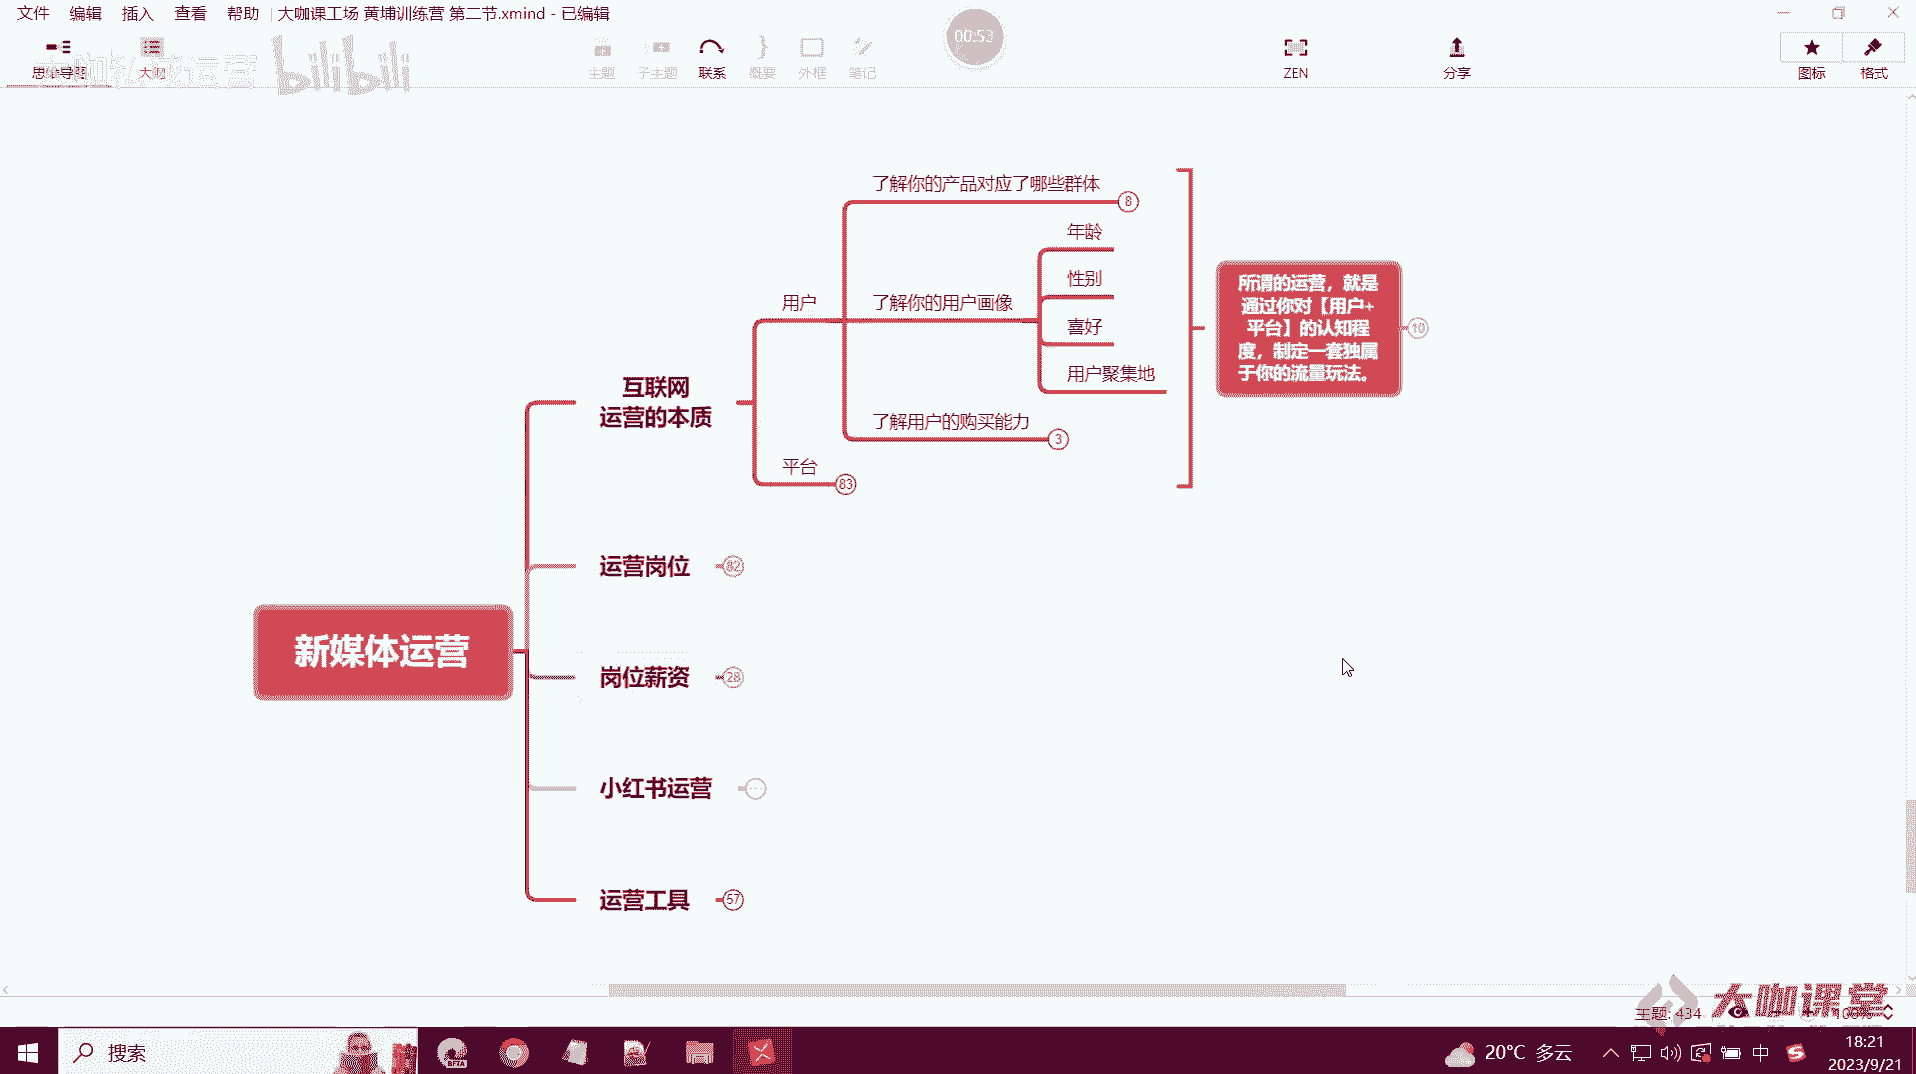 文件 编辑 插入 查看 帮助 大咖课工场 黄埔训练营 第二节.xmind - 已编辑
思维导图 大纲 主题 子主题 联系 概要 外框 笔记 00:53 ZEN 分享 图标 格式
bilibili
了解你的产品对应了哪些群体 8
年龄
性别
用户 了解你的用户画像
喜好
用户聚集地
所谓的运营，就是
通过你对【用户+
平台】的认知程
度，制定一套独属
于你的流量玩法。
10
互联网
运营的本质
了解用户的购买能力 3
平台 83
运营岗位 82
新媒体运营
岗位薪资 28
小红书运营
运营工具 57
主题: 434
大咖课堂
搜索
20°C 多云 中 18:21
2023/9/21